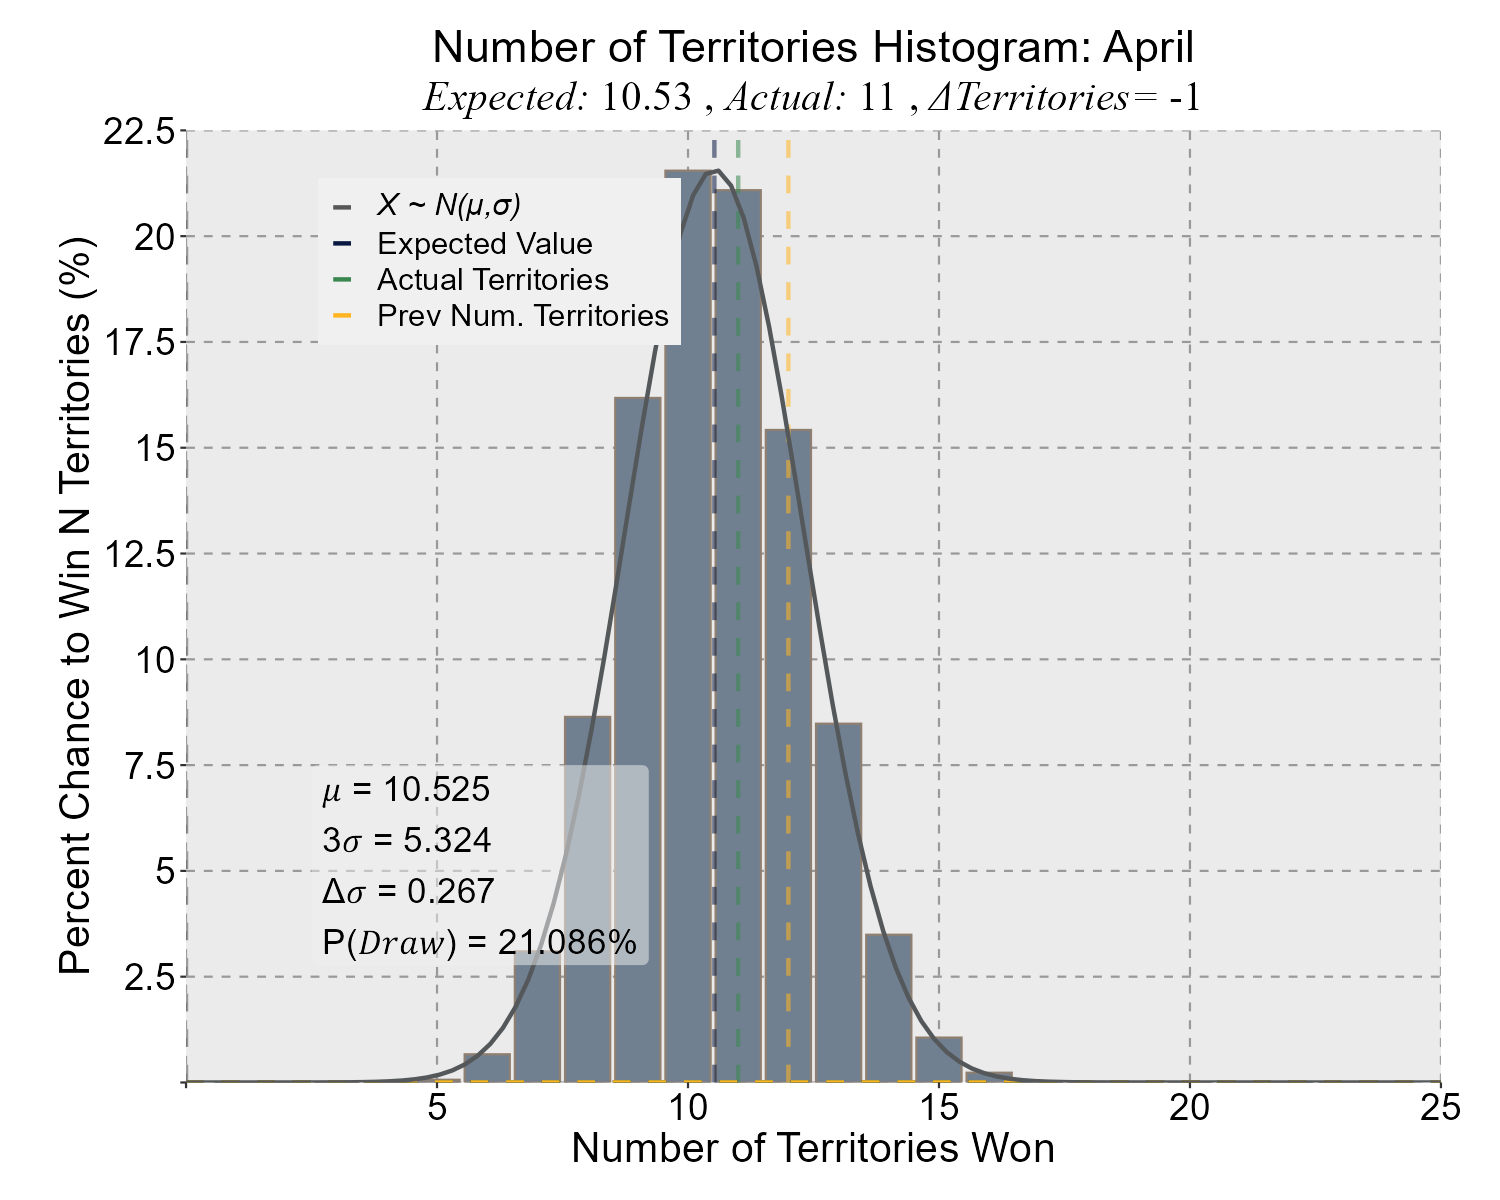 Number of Territories Histogram: April
Expected: 10.53 , Actual: 11 , ΔTerritories= -1
22.5
20
17.5
15
12.5
10
7.5
5
2.5
Percent Chance to Win N Territories (%)
X ~ N(μ,σ)
Expected Value
Actual Territories
Prev Num. Territories
μ = 10.525
3σ = 5.324
Δσ = 0.267
P(Draw) = 21.086%
5 10 15 20 25
Number of Territories Won